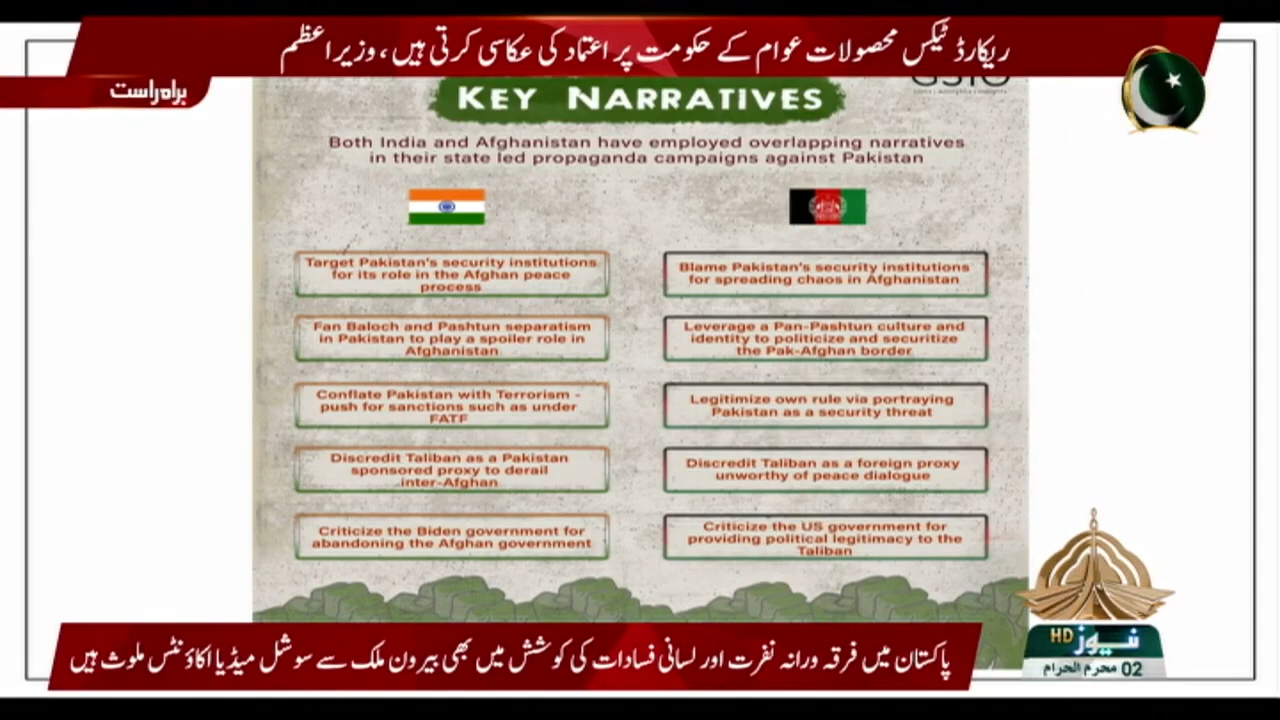 ریکارڈ ٹیکس محصولات عوام کے حکومت پر اعتماد کی عکاسی کرتی ہیں، وزیراعظم
براہ راست
KEY NARRATIVES
Both India and Afghanistan have employed overlapping narratives
in their state led propaganda campaigns against Pakistan
Target Pakistan's security institutions
for its role in the Afghan peace
process
Fan Baloch and Pashtun separatism
in Pakistan to play a spoiler role in
Afghanistan
Conflate Pakistan with Terrorism -
push for sanctions such as under
FATF
Discredit Taliban as a Pakistan
sponsored proxy to derail
inter-Afghan
Criticize the Biden government for
abandoning the Afghan government
Blame Pakistan's security institutions
for spreading chaos in Afghanistan
Leverage a Pan-Pashtun culture and
identity to politicize and securitize
the Pak-Afghan border
Legitimize own rule via portraying
Pakistan as a security threat
Discredit Taliban as a foreign proxy
unworthy of peace dialogue
Criticize the US government for
providing political legitimacy to the
Taliban
نیوز HD
02 محرم الحرام
پاکستان میں فرقہ ورانہ نفرت اور لسانی فسادات کی کوشش میں بھی بیرون ملک سے سوشل میڈیا اکاؤنٹس ملوث ہیں